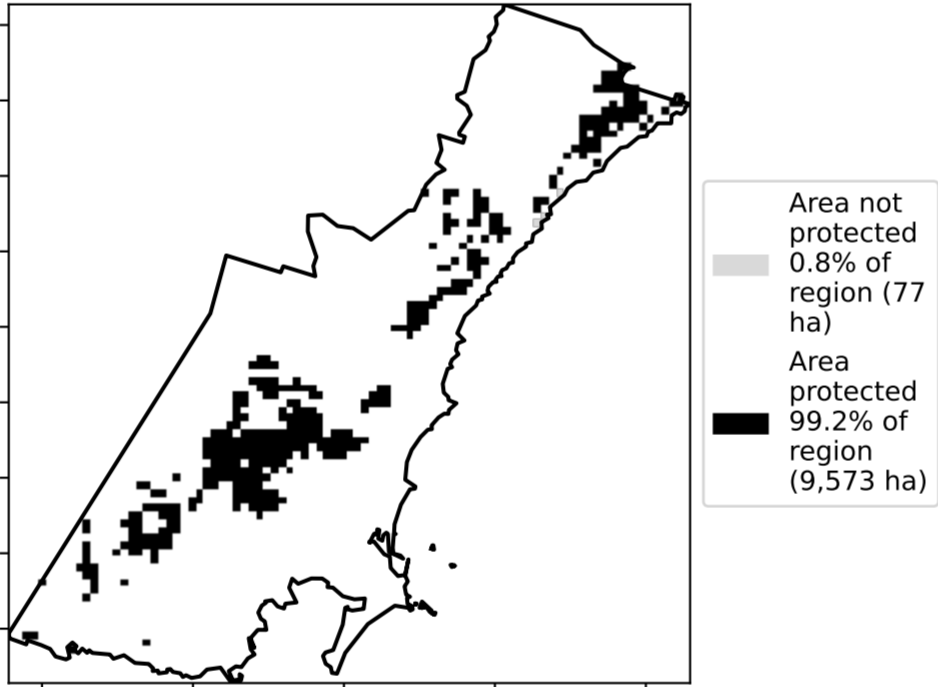 Area not
protected
0.8% of
region (77
ha)
Area
protected
99.2% of
region
(9,573 ha)